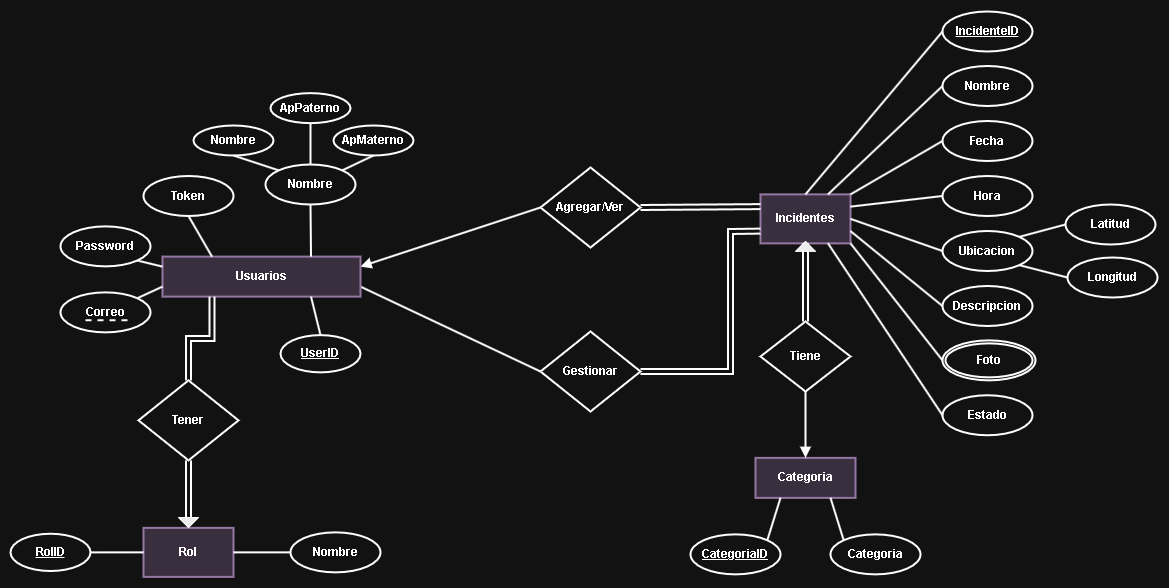 IncidenteID
Nombre
ApPaterno
Nombre
ApMaterno
Fecha
Nombre
Token
Hora
Agregar/Ver
Incidentes
Latitud
Password
Ubicacion
Usuarios
Longitud
Correo
Descripcion
UserID
Tiene
Foto
Gestionar
Estado
Tener
Categoria
RolID
Rol
Nombre
CategoriaID
Categoria